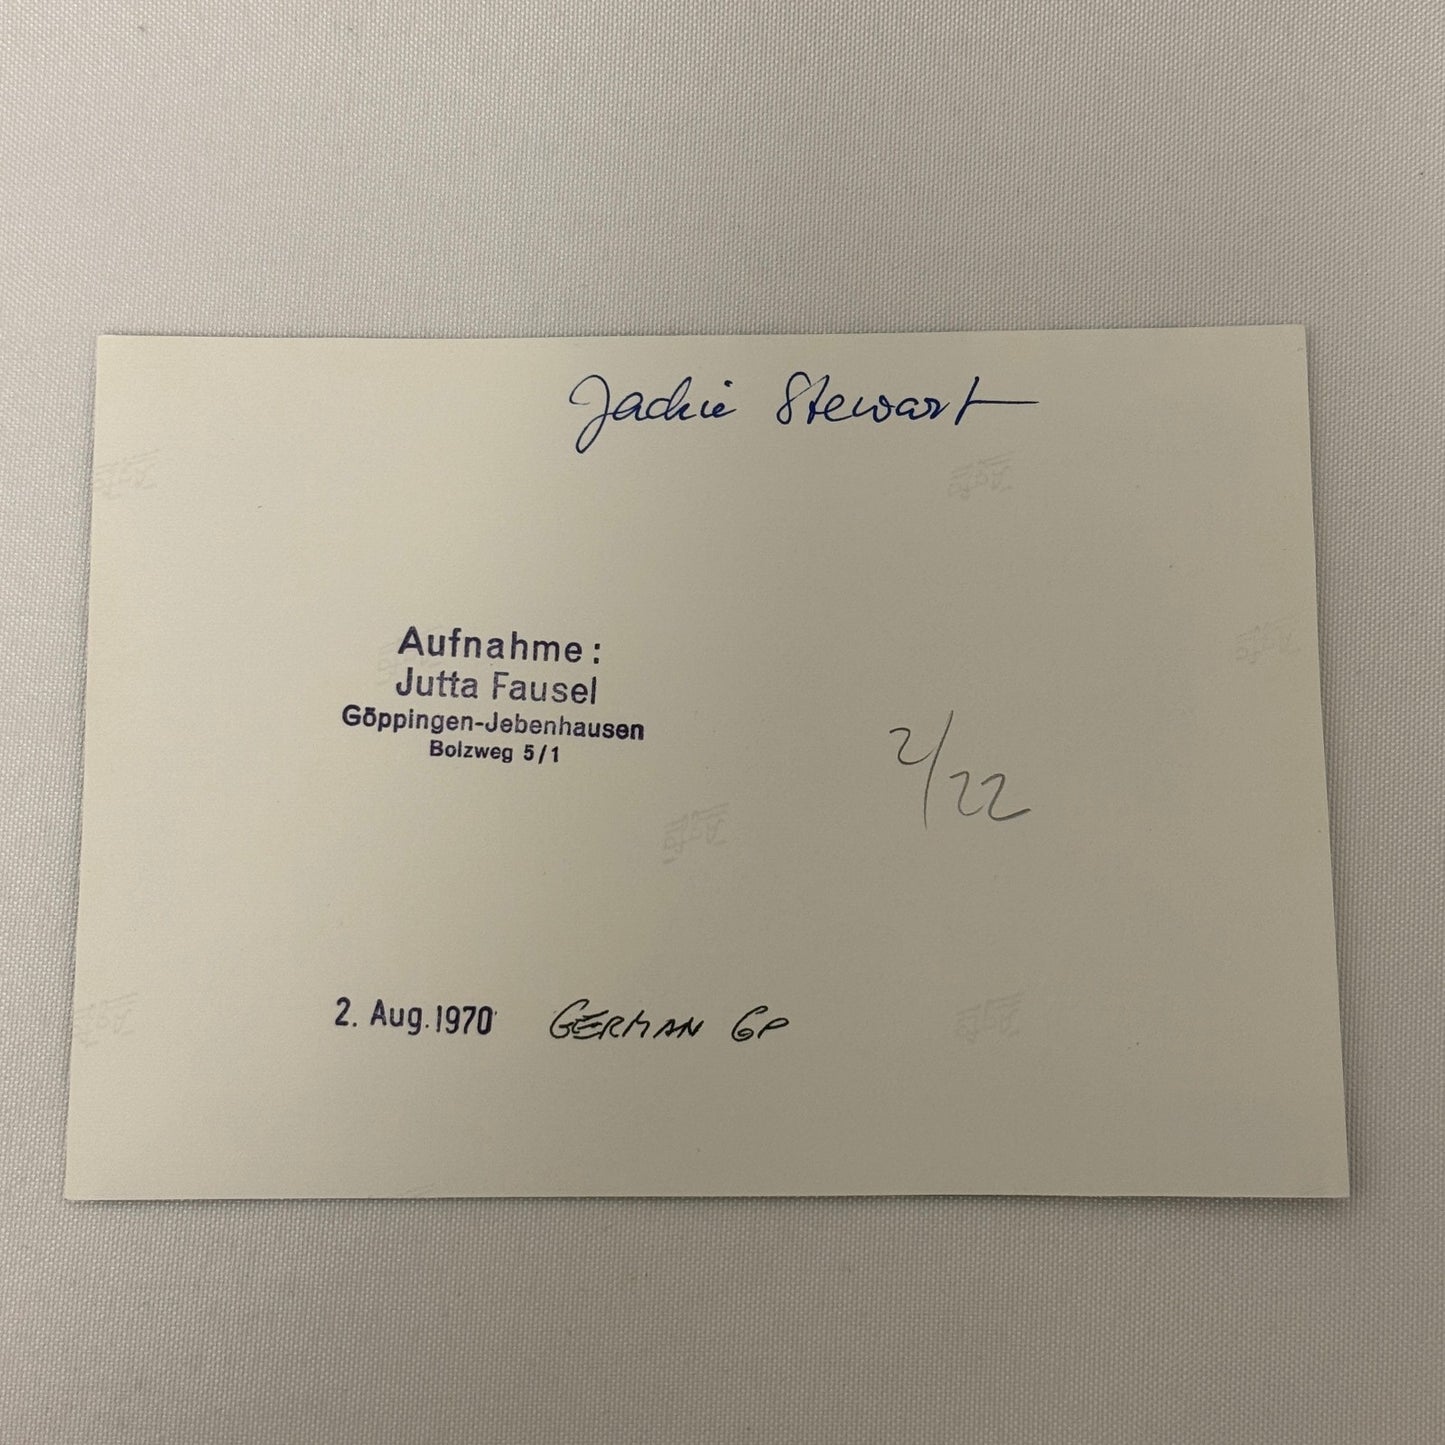 Jackie Stewart
Aufnahme:
Jutta Fausel
Göppingen-Jebenhausen
Bolzweg 5/1
2/22
2. Aug. 1970 GERMAN GP